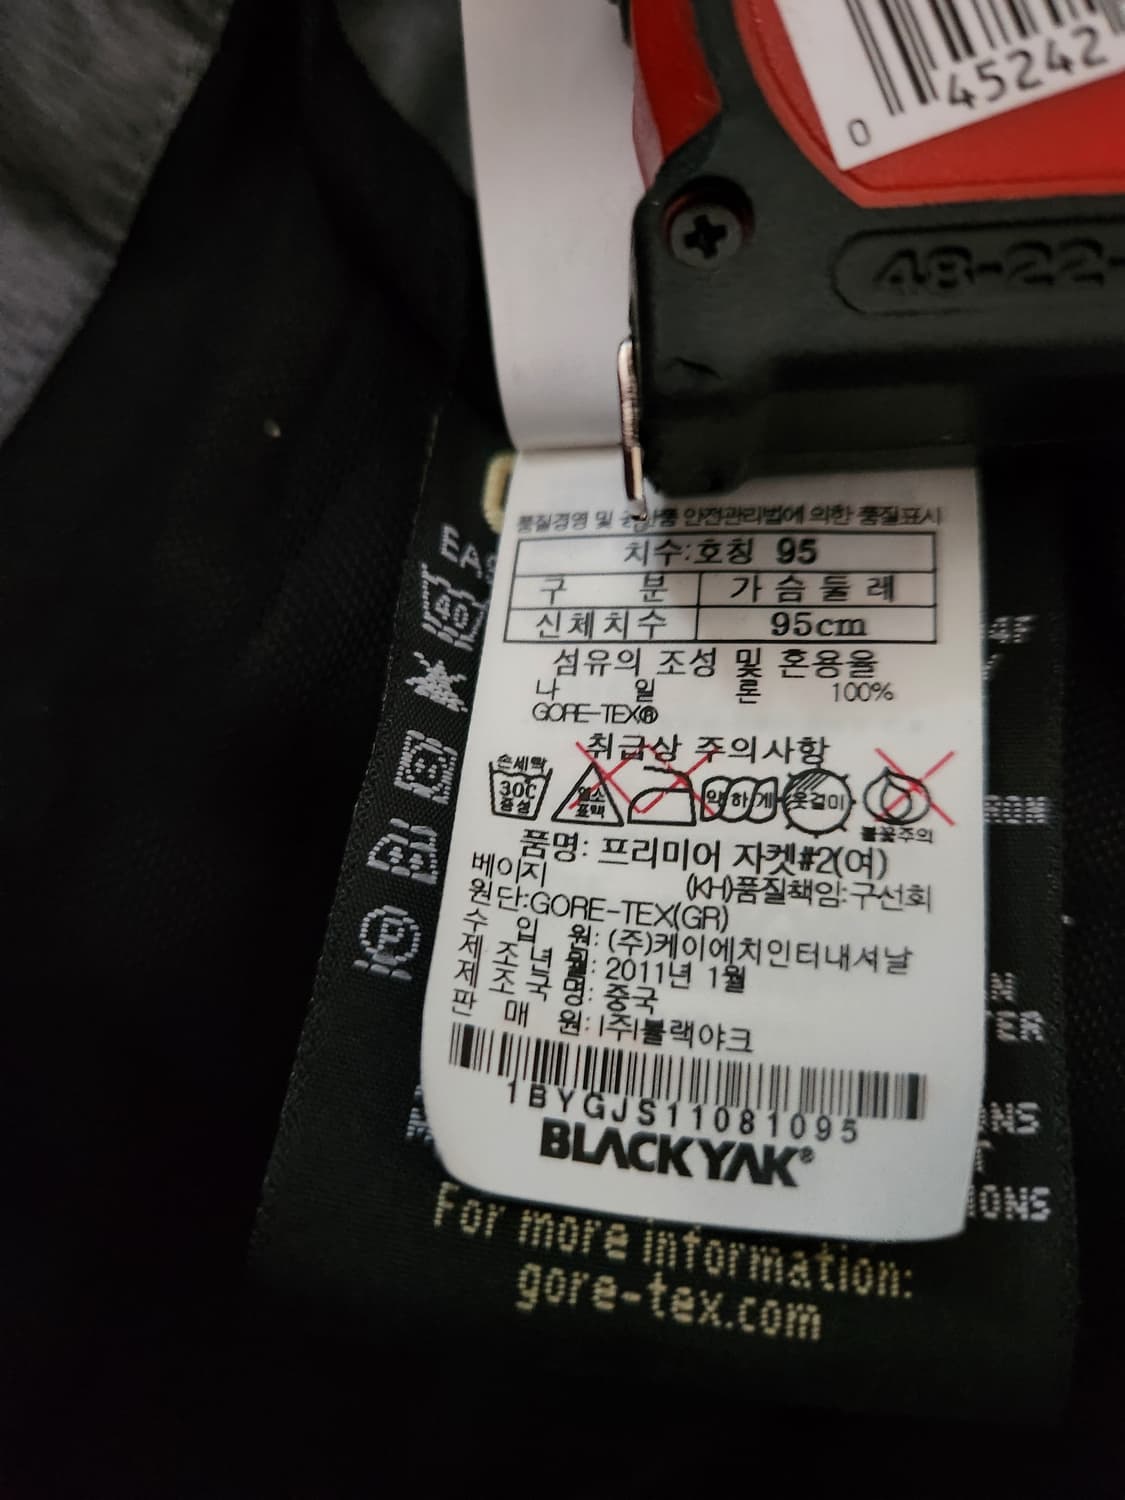 0 45242
48-22-
품질경영 및 공산품 안전관리법에 의한 품질표시
치수:호칭 95
구 분 가슴둘레
신체치수 95cm
섬유의 조성 및 혼용율
나 일 론 100%
GORE-TEX®
취급상 주의사항
손세탁
30C
중성
염소
표백
약하게
옷걸이
불꽃주의
품명: 프리미어 자켓#2(여)
베이지 (KH)품질책임:구선회
원단:GORE-TEX(GR)
수 입 원: (주)케이에치인터내셔날
제 조 년 월: 2011년 1월
제 조 국 명: 중국
판 매 원: (주)블랙야크
1BYGJS11081095
BLACKYAK®
40
P
For more information:
gore-tex.com